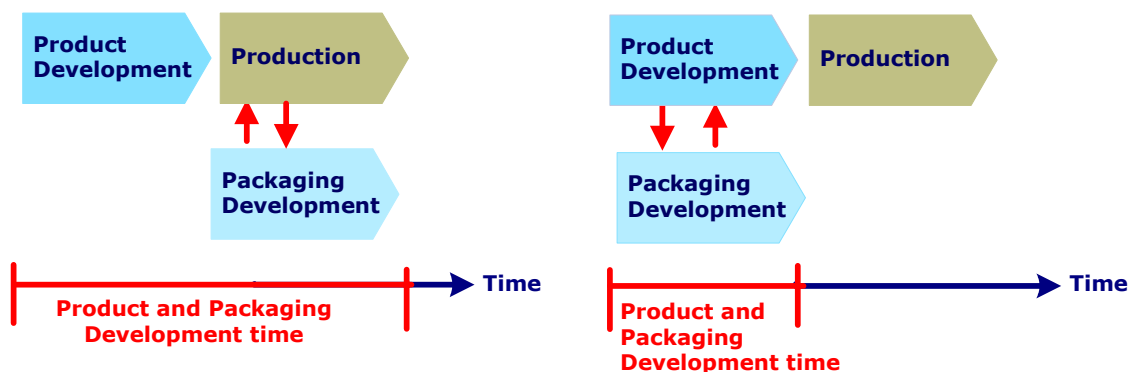 Product
Development
Production
Packaging
Development
Time
Product and Packaging
Development time
Product
Development
Production
Packaging
Development
Time
Product and
Packaging
Development time